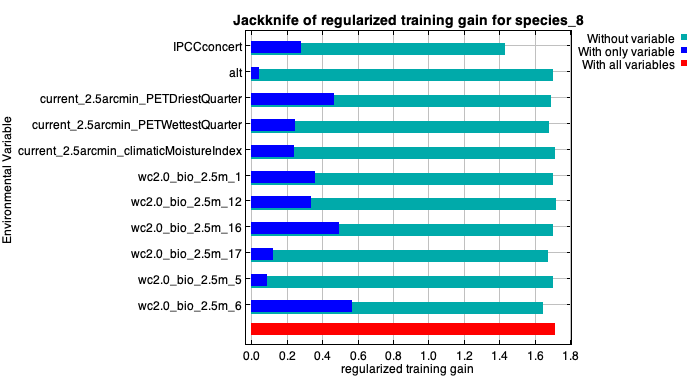 Jackknife of regularized training gain for species_8
Without variable
With only variable
With all variables
Environmental Variable
IPCCconcert
alt
current_2.5arcmin_PETDriestQuarter
current_2.5arcmin_PETWettestQuarter
current_2.5arcmin_climaticMoistureIndex
wc2.0_bio_2.5m_1
wc2.0_bio_2.5m_12
wc2.0_bio_2.5m_16
wc2.0_bio_2.5m_17
wc2.0_bio_2.5m_5
wc2.0_bio_2.5m_6
0.0 0.2 0.4 0.6 0.8 1.0 1.2 1.4 1.6 1.8
regularized training gain